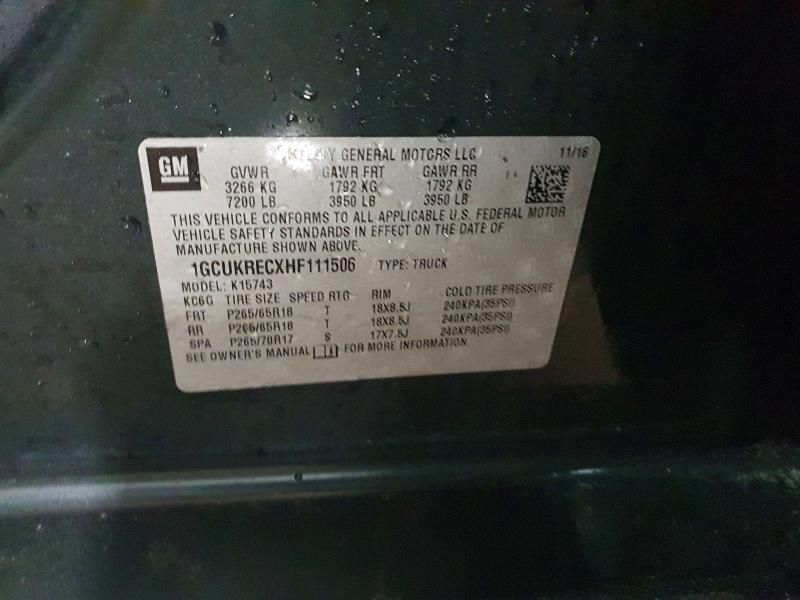 GM
GENERAL MOTORS LLC 11/16
GVWR GAWR FRT GAWR RR
3266 KG 1792 KG 1792 KG
7200 LB 3950 LB 3950 LB
THIS VEHICLE CONFORMS TO ALL APPLICABLE U.S. FEDERAL MOTOR
VEHICLE SAFETY STANDARDS IN EFFECT ON THE DATE OF
MANUFACTURE SHOWN ABOVE.
1GCUKRECXHF111506 TYPE: TRUCK
MODEL: K15743
KC6G TIRE SIZE SPEED RTG RIM COLD TIRE PRESSURE
FRT P265/65R18 T 18X8.5J 240KPA(35PSI)
RR P265/65R18 T 18X8.5J 240KPA(35PSI)
SPA P265/70R17 S 17X7.5J 240KPA(35PSI)
SEE OWNER'S MANUAL FOR MORE INFORMATION.